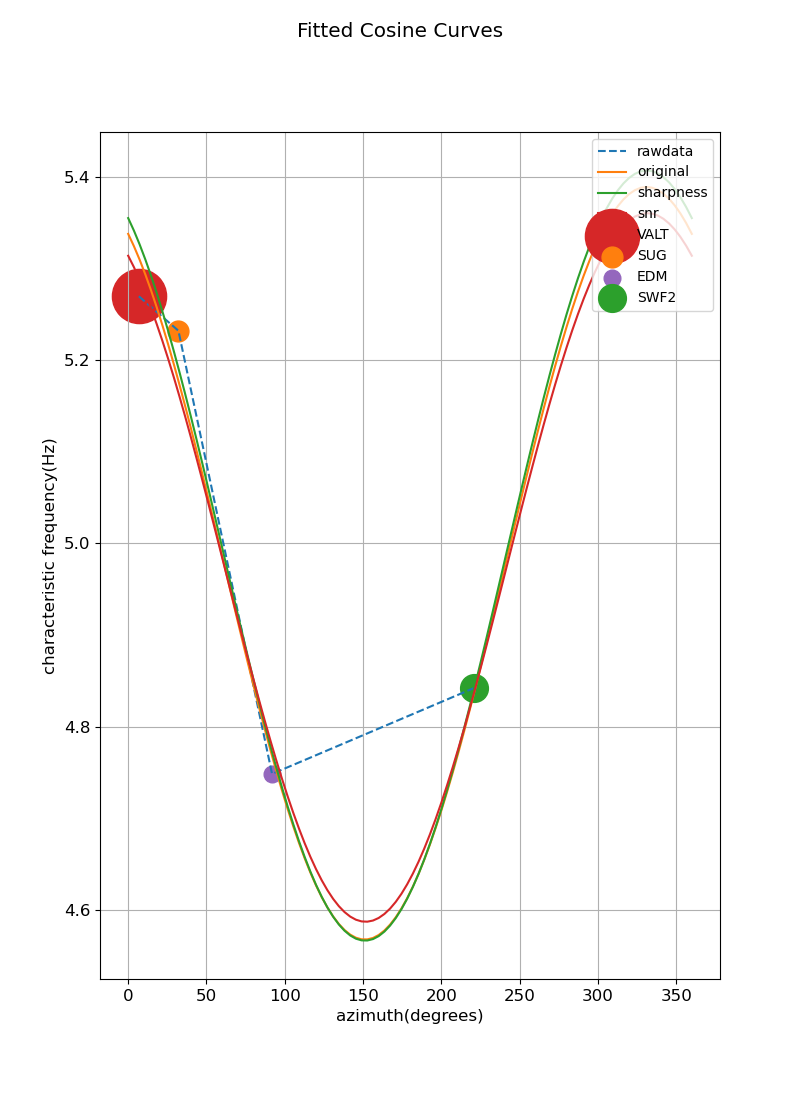 Fitted Cosine Curves
rawdata
original
sharpness
snr
VALT
SUG
EDM
SWF2
5.4
5.2
5.0
4.8
4.6
characteristic frequency(Hz)
0 50 100 150 200 250 300 350
azimuth(degrees)